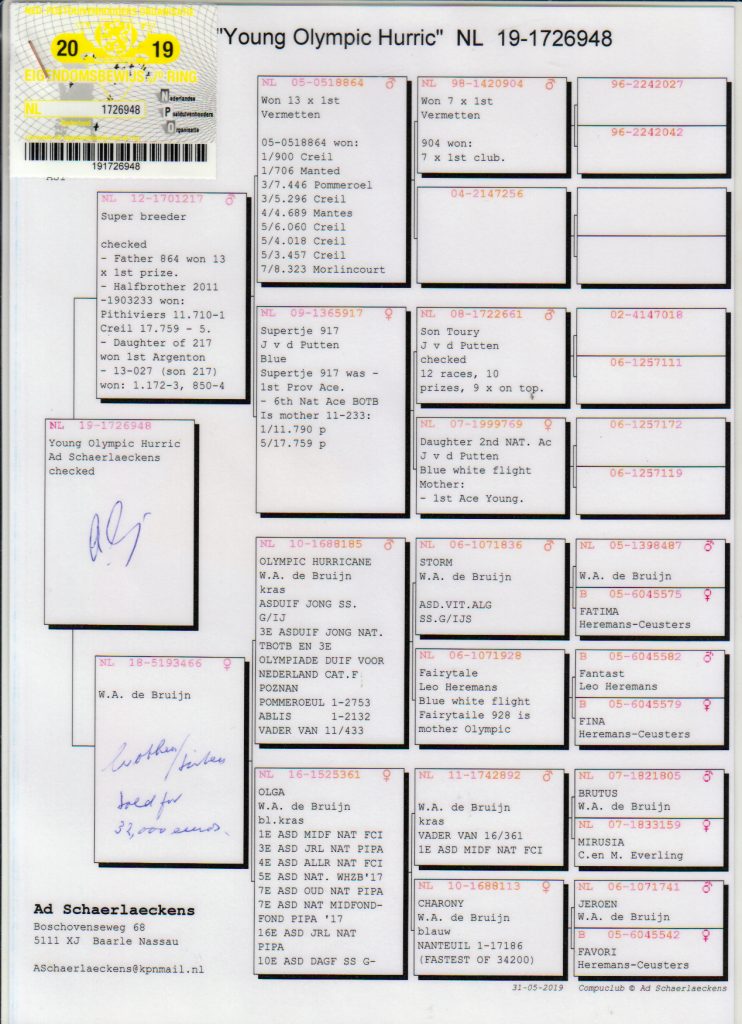 NED POSTDUIVENHOUDERS ORGANISATIE
2019
EIGENDOMSBEWIJS RING
NL 1726948
Nederlandse
Postduivenhouders
Organisatie
191726948
"Young Olympic Hurric" NL 19-1726948
NL 19-1726948
Young Olympic Hurric
Ad Schaerlaeckens
checked
NL 12-1701217 ♂
Super breeder
checked
- Father 864 won 13
x 1st prize.
- Halfbrother 2011
-1903233 won:
Pithiviers 11.710-1
Creil 17.759 - 5.
- Daughter of 217
won 1st Argenton
- 13-027 (son 217)
won: 1.172-3, 850-4
NL 18-5193466 ♀
W.A. de Bruijn
brother/sisters
sold for
32,000 euros.
NL 05-0518864 ♂
Won 13 x 1st
Vermetten
05-0518864 won:
1/900 Creil
1/706 Manted
3/7.446 Pommeroel
3/5.296 Creil
4/4.689 Mantes
5/6.060 Creil
5/4.018 Creil
5/3.457 Creil
7/8.323 Morlincourt
NL 09-1365917 ♀
Supertje 917
J v d Putten
Blue
Supertje 917 was -
1st Prov Ace.
- 6th Nat Ace BOTB
Is mother 11-233:
1/11.790 p
5/17.759 p
NL 10-1688185 ♂
OLYMPIC HURRICANE
W.A. de Bruijn
kras
ASDUIF JONG SS.
G/IJ
3E ASDUIF JONG NAT.
TBOTB EN 3E
OLYMPIADE DUIF VOOR
NEDERLAND CAT.F
POZNAN
POMMEROEUL 1-2753
ABLIS 1-2132
VADER VAN 11/433
NL 16-1525361 ♀
OLGA
W.A. de Bruijn
bl.kras
1E ASD MIDF NAT FCI
3E ASD JRL NAT PIPA
4E ASD ALLR NAT FCI
5E ASD NAT. WHZB'17
7E ASD OUD NAT PIPA
7E ASD NAT MIDFOND-
FOND PIPA '17
16E ASD JRL NAT
PIPA
10E ASD DAGF SS G-
NL 98-1420904 ♂
Won 7 x 1st
Vermetten
904 won:
7 x 1st club.
04-2147256
NL 08-1722661 ♂
Son Toury
J v d Putten
checked
12 races, 10
prizes, 9 x on top.
NL 07-1999769 ♀
Daughter 2nd NAT. Ac
J v d Putten
Blue white flight
Mother:
- 1st Ace Young.
NL 06-1071836 ♂
STORM
W.A. de Bruijn
ASD.VIT.ALG
SS.G/IJS
NL 06-1071928
Fairytale
Leo Heremans
Blue white flight
Fairytaile 928 is
mother Olympic
NL 11-1742892 ♂
W.A. de Bruijn
kras
VADER VAN 16/361
1E ASD MIDF NAT FCI
NL 10-1688113 ♀
CHARONY
W.A. de Bruijn
blauw
NANTEUIL 1-17186
(FASTEST OF 34200)
96-2242027
96-2242042
02-4147018
06-1257111
06-1257172
06-1257119
NL 05-1398487 ♂
W.A. de Bruijn
B 05-6045575 ♀
FATIMA
Heremans-Ceusters
B 05-6045582 ♂
Fantast
Leo Heremans
B 05-6045579 ♀
FINA
Heremans-Ceusters
NL 07-1821805 ♂
BRUTUS
W.A. de Bruijn
NL 07-1833159 ♀
MIRUSIA
C.en M. Everling
NL 06-1071741 ♂
JEROEN
W.A. de Bruijn
B 05-6045542 ♀
FAVORI
Heremans-Ceusters
Ad Schaerlaeckens
Boschovenseweg 68
5111 XJ Baarle Nassau
ASchaerlaeckens@kpnmail.nl
31-05-2019 Compuclub © Ad Schaerlaeckens